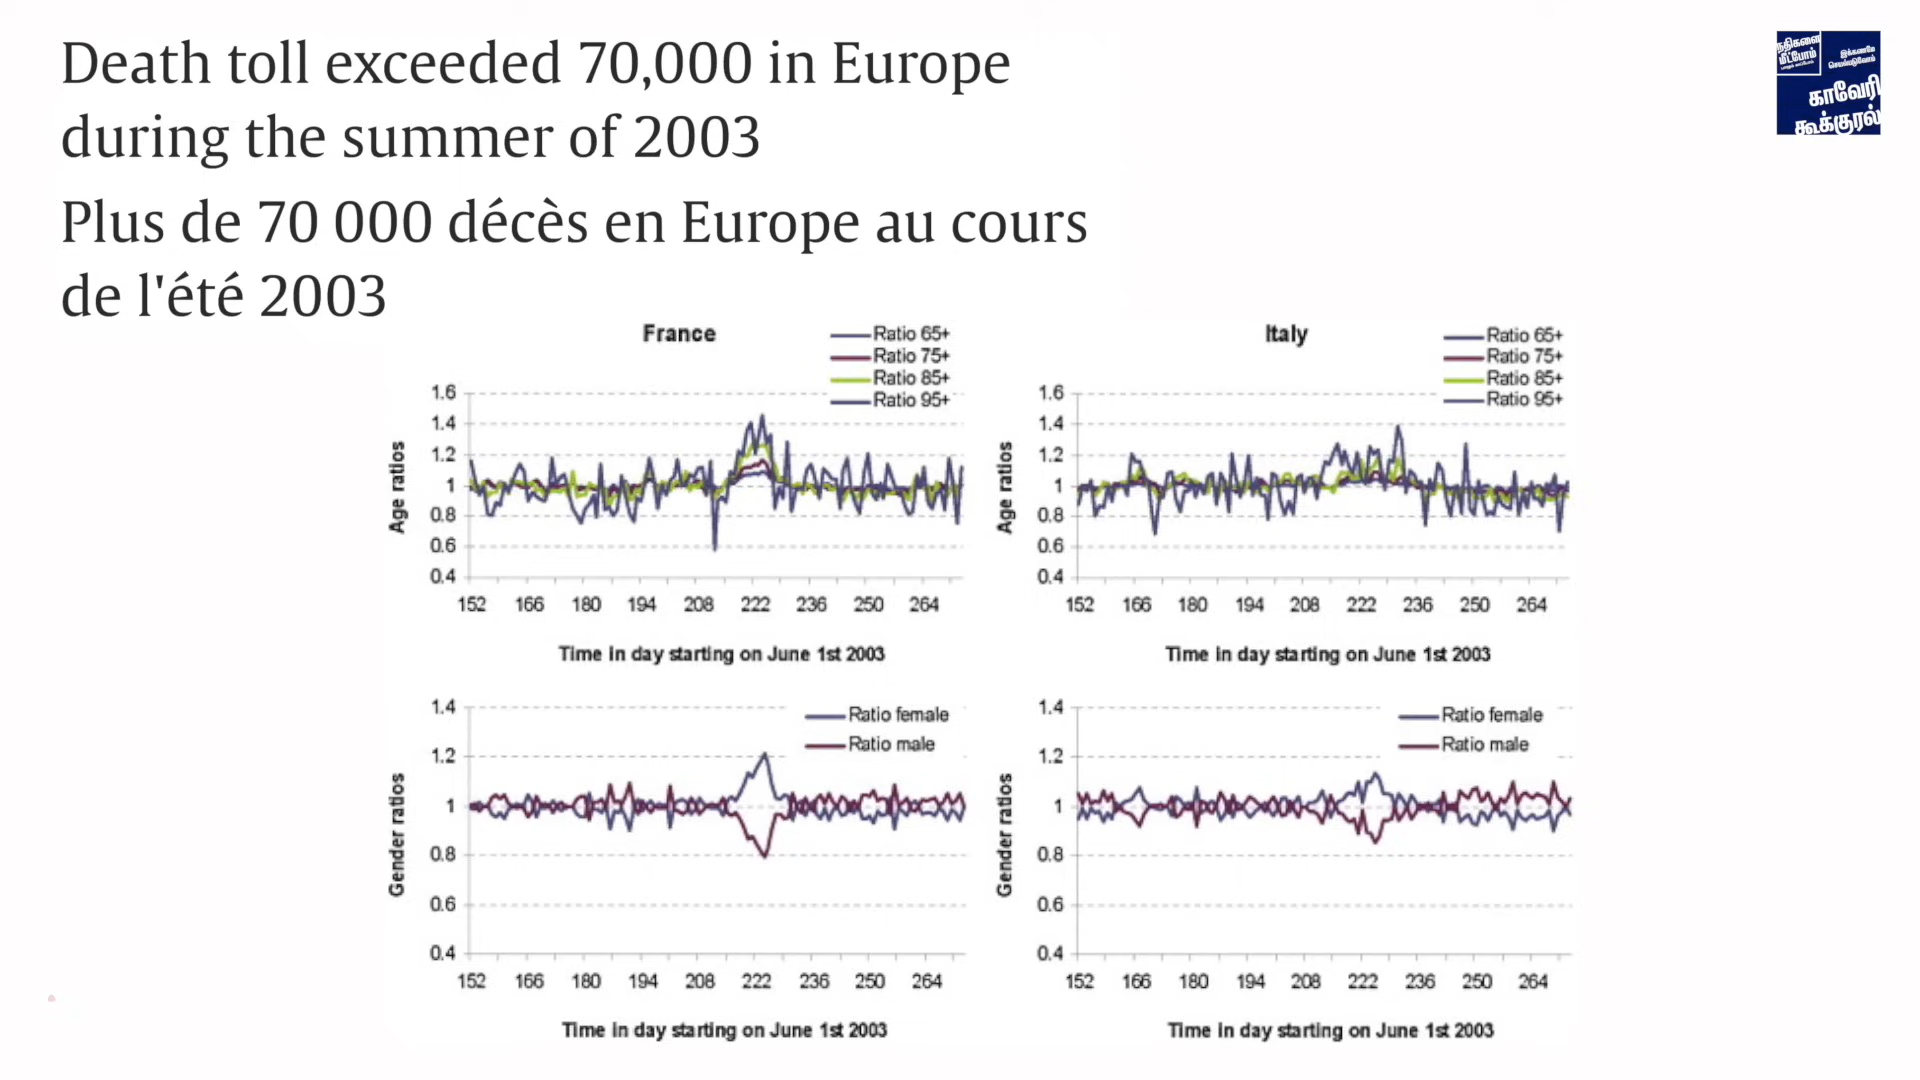 Death toll exceeded 70,000 in Europe
during the summer of 2003
Plus de 70 000 décès en Europe au cours
de l'été 2003
நதிகளை
மீட்போம்
இக்கணமே
செயல்படுவோம்
காவேரி
கூக்குரல்
France
Ratio 65+
Ratio 75+
Ratio 85+
Ratio 95+
Age ratios
1.6
1.4
1.2
1
0.8
0.6
0.4
152 166 180 194 208 222 236 250 264
Time in day starting on June 1st 2003
Italy
Ratio 65+
Ratio 75+
Ratio 85+
Ratio 95+
Age ratios
1.6
1.4
1.2
1
0.8
0.6
0.4
152 166 180 194 208 222 236 250 264
Time in day starting on June 1st 2003
Ratio female
Ratio male
Gender ratios
1.4
1.2
1
0.8
0.6
0.4
152 166 180 194 208 222 236 250 264
Time in day starting on June 1st 2003
Ratio female
Ratio male
Gender ratios
1.4
1.2
1
0.8
0.6
0.4
152 166 180 194 208 222 236 250 264
Time in day starting on June 1st 2003